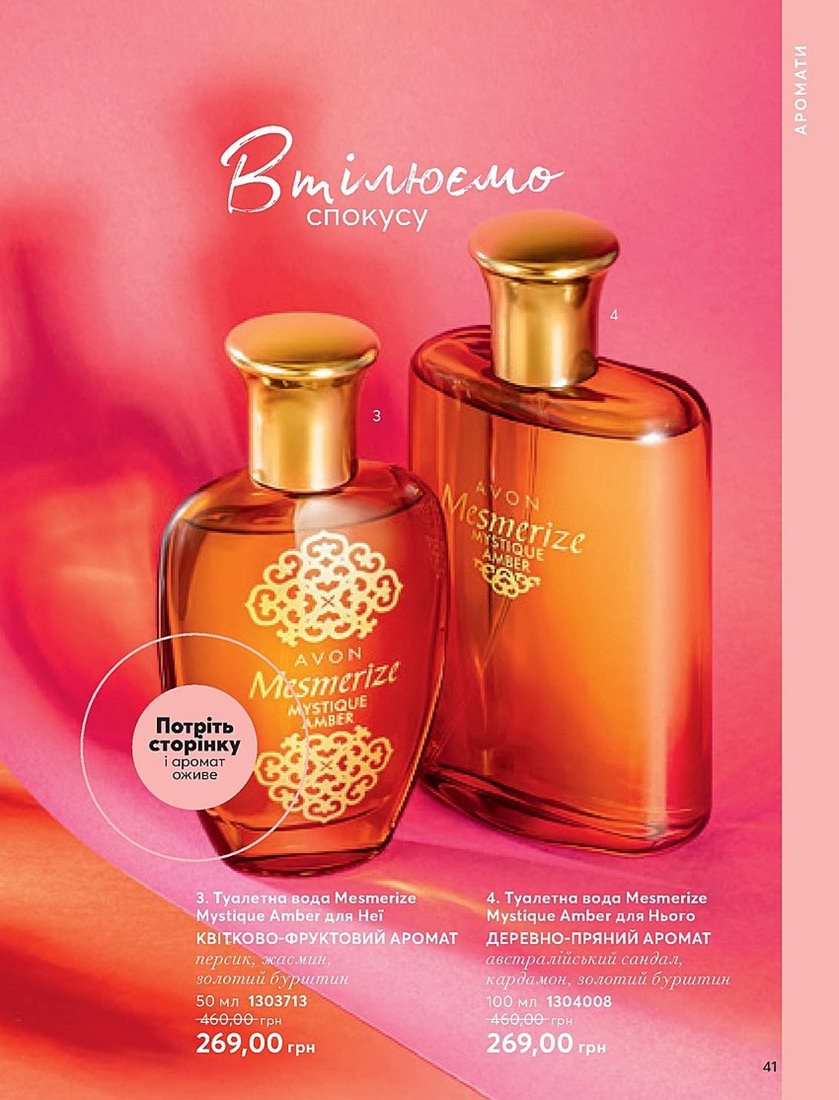 АРОМАТИ
Втілюємо
спокусу
4
3
AVON
Mesmerize
MYSTIQUE
AMBER
AVON
Mesmerize
MYSTIQUE
AMBER
Потріть
сторінку
і аромат
оживе
3. Туалетна вода Mesmerize
Mystique Amber для Неї
КВІТКОВО-ФРУКТОВИЙ АРОМАТ
персик, жасмин,
золотий бурштин
50 мл 1303713
460,00 грн
269,00 грн
4. Туалетна вода Mesmerize
Mystique Amber для Нього
ДЕРЕВНО-ПРЯНИЙ АРОМАТ
австралійський сандал,
кардамон, золотий бурштин
100 мл 1304008
460,00 грн
269,00 грн
41